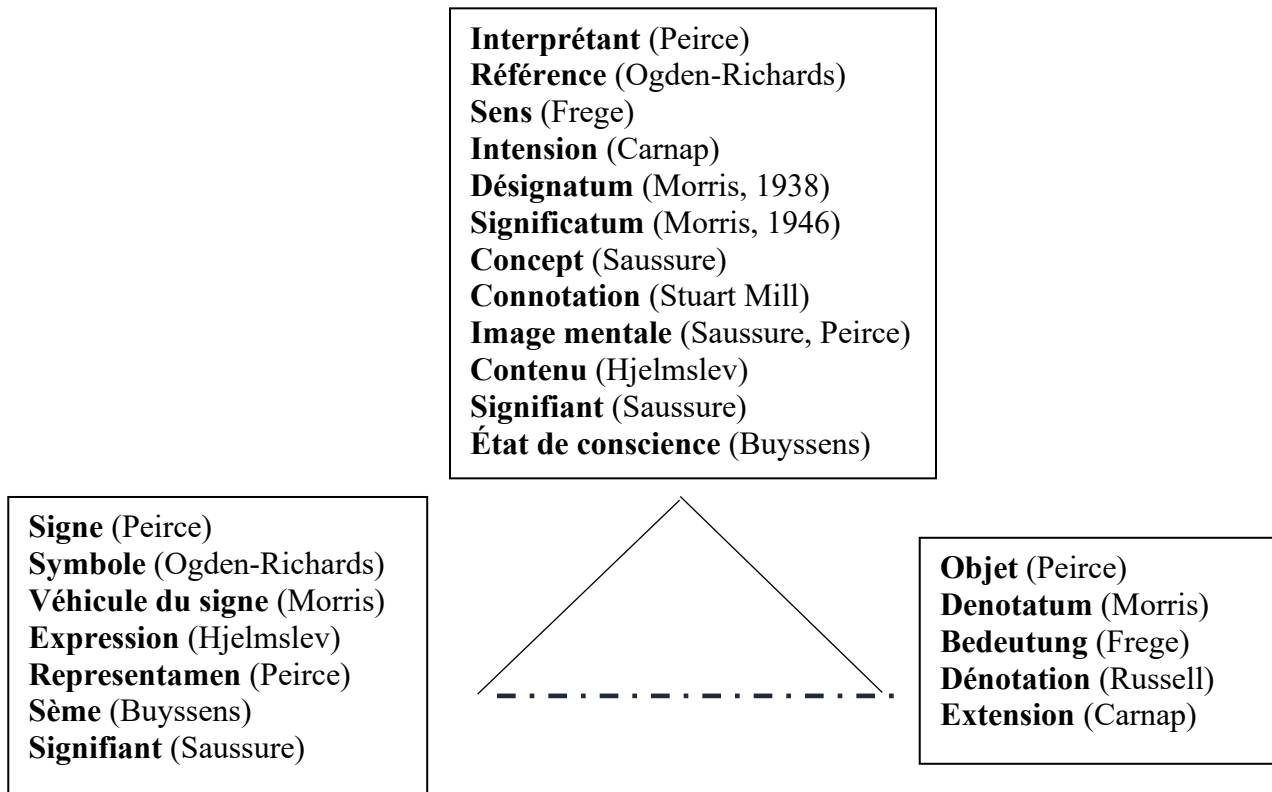 Interprétant (Peirce)
Référence (Ogden-Richards)
Sens (Frege)
Intension (Carnap)
Désignatum (Morris, 1938)
Significatum (Morris, 1946)
Concept (Saussure)
Connotation (Stuart Mill)
Image mentale (Saussure, Peirce)
Contenu (Hjelmslev)
Signifiant (Saussure)
État de conscience (Buyssens)
Signe (Peirce)
Symbole (Ogden-Richards)
Véhicule du signe (Morris)
Expression (Hjelmslev)
Representamen (Peirce)
Sème (Buyssens)
Signifiant (Saussure)
Objet (Peirce)
Denotatum (Morris)
Bedeutung (Frege)
Dénotation (Russell)
Extension (Carnap)